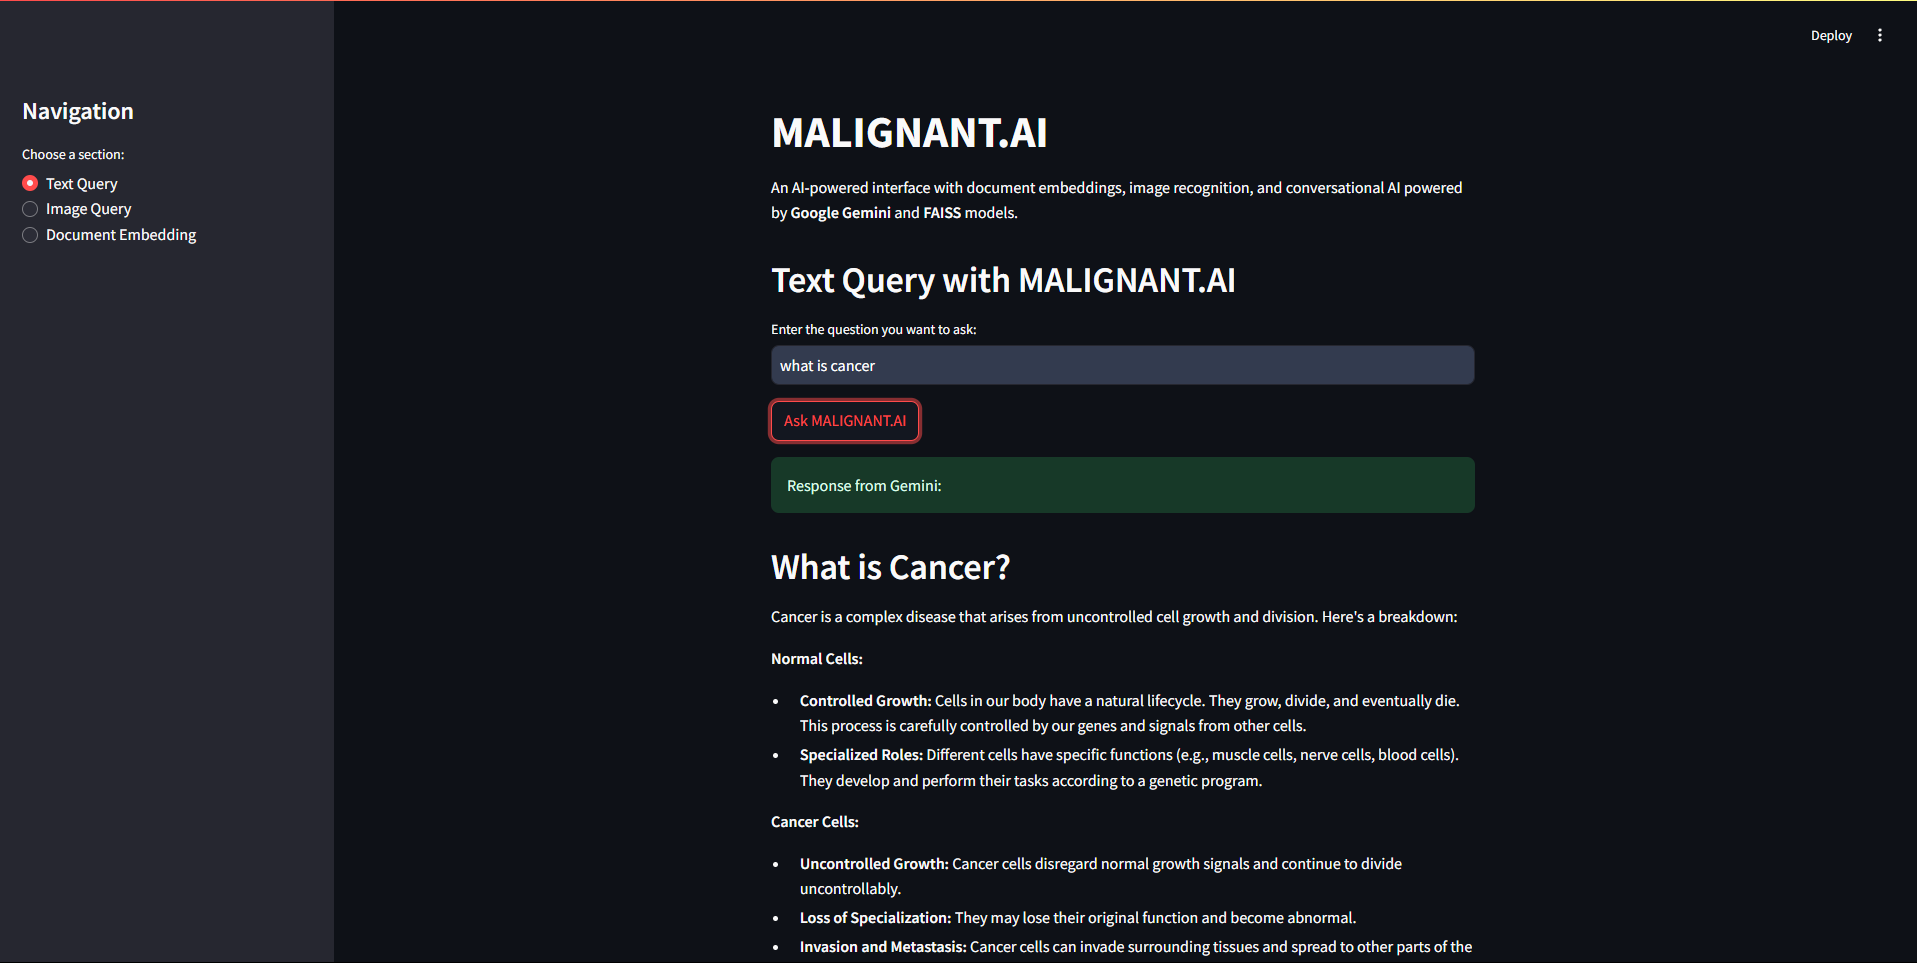 Deploy
Navigation
Choose a section:
Text Query
Image Query
Document Embedding
MALIGNANT.AI
An AI-powered interface with document embeddings, image recognition, and conversational AI powered
by Google Gemini and FAISS models.
Text Query with MALIGNANT.AI
Enter the question you want to ask:
what is cancer
Ask MALIGNANT.AI
Response from Gemini:
What is Cancer?
Cancer is a complex disease that arises from uncontrolled cell growth and division. Here's a breakdown:
Normal Cells:
• Controlled Growth: Cells in our body have a natural lifecycle. They grow, divide, and eventually die.
This process is carefully controlled by our genes and signals from other cells.
• Specialized Roles: Different cells have specific functions (e.g., muscle cells, nerve cells, blood cells).
They develop and perform their tasks according to a genetic program.
Cancer Cells:
• Uncontrolled Growth: Cancer cells disregard normal growth signals and continue to divide
uncontrollably.
• Loss of Specialization: They may lose their original function and become abnormal.
• Invasion and Metastasis: Cancer cells can invade surrounding tissues and spread to other parts of the